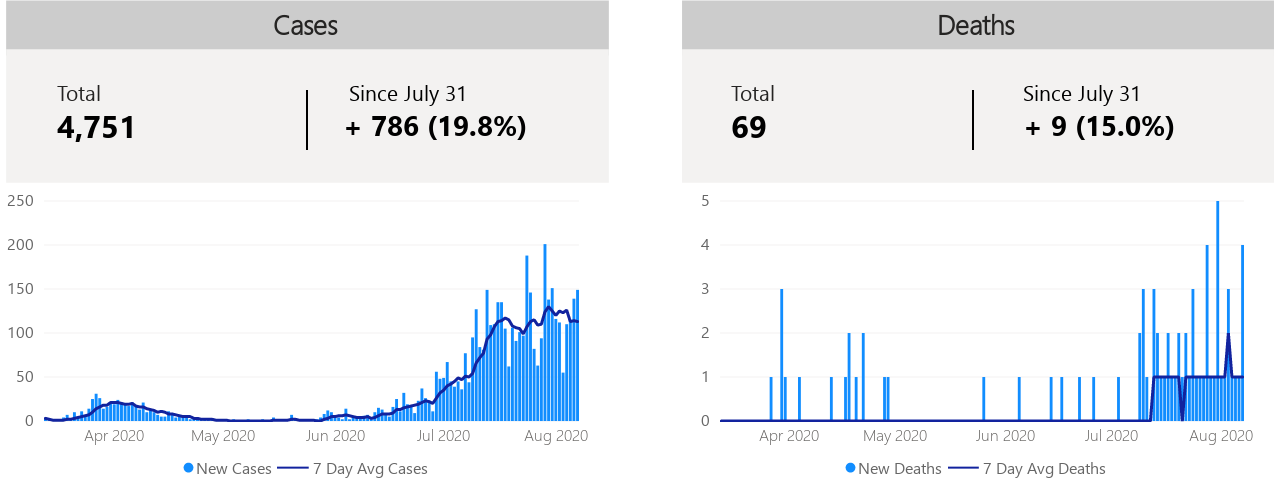 Cases
Total
4,751
Since July 31
+ 786 (19.8%)
250
200
150
100
50
0
Apr 2020 May 2020 Jun 2020 Jul 2020 Aug 2020
New Cases 7 Day Avg Cases
Deaths
Total
69
Since July 31
+ 9 (15.0%)
5
4
3
2
1
0
Apr 2020 May 2020 Jun 2020 Jul 2020 Aug 2020
New Deaths 7 Day Avg Deaths